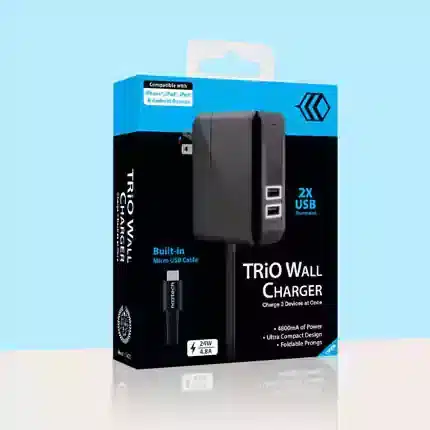 Compatible with
iPhone®, iPad®, iPod®
& Android Devices
2X
USB
Built-in
Micro-USB Cable
TRiO WALL
CHARGER
Charge 3 Devices at Once
• 4800mA of Power
• Ultra Compact Design
• Foldable Prongs
24W
4.8A
TRiO WALL
CHARGER
OPEN